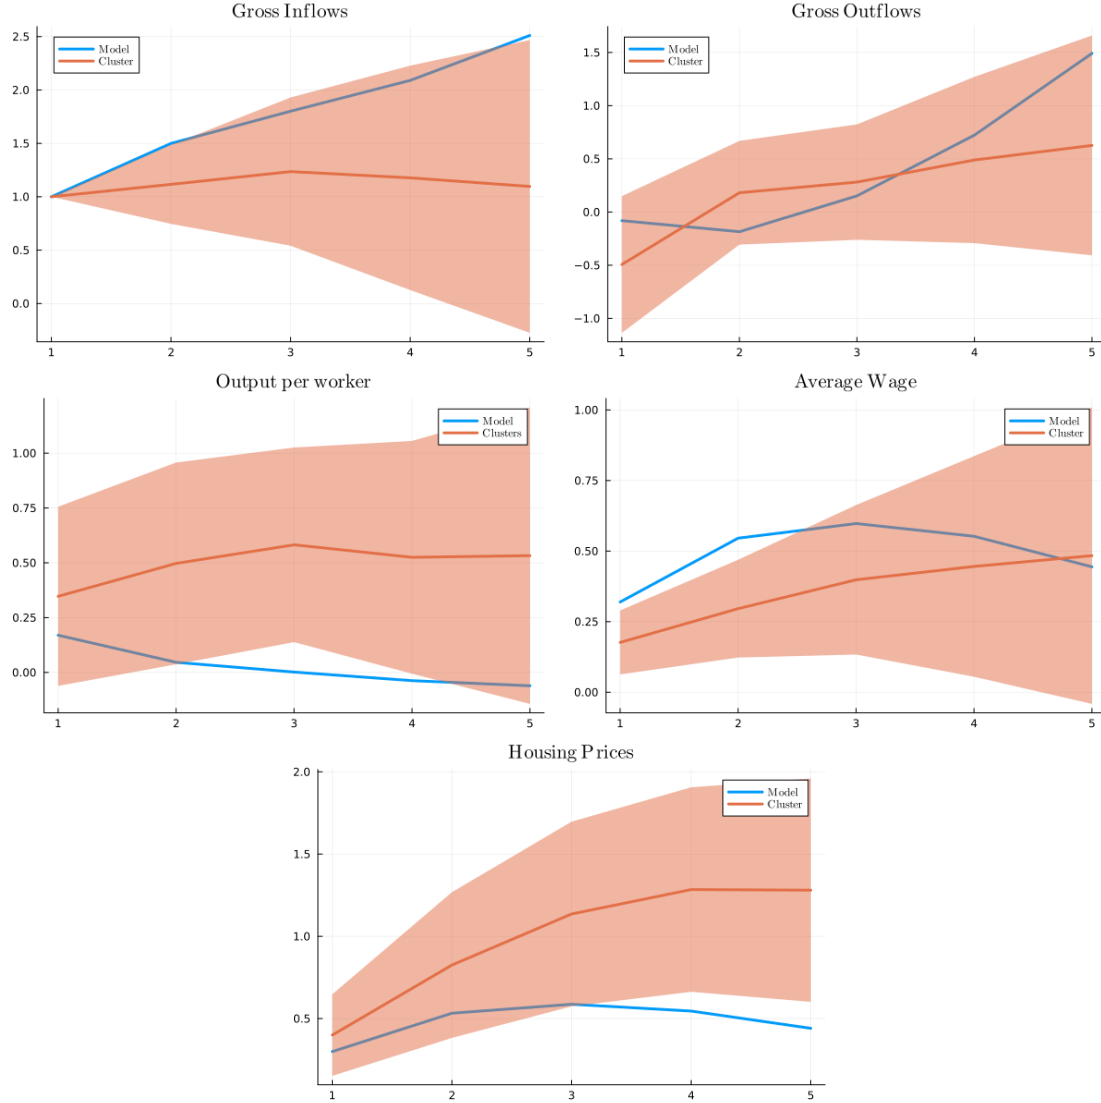 Gross Inflows
Model
Cluster
2.5
2.0
1.5
1.0
0.5
0.0
1 2 3 4 5
Gross Outflows
Model
Cluster
1.5
1.0
0.5
0.0
−0.5
−1.0
1 2 3 4 5
Output per worker
Model
Clusters
1.00
0.75
0.50
0.25
0.00
1 2 3 4 5
Average Wage
Model
Cluster
1.00
0.75
0.50
0.25
0.00
1 2 3 4 5
Housing Prices
Model
Cluster
2.0
1.5
1.0
0.5
1 2 3 4 5